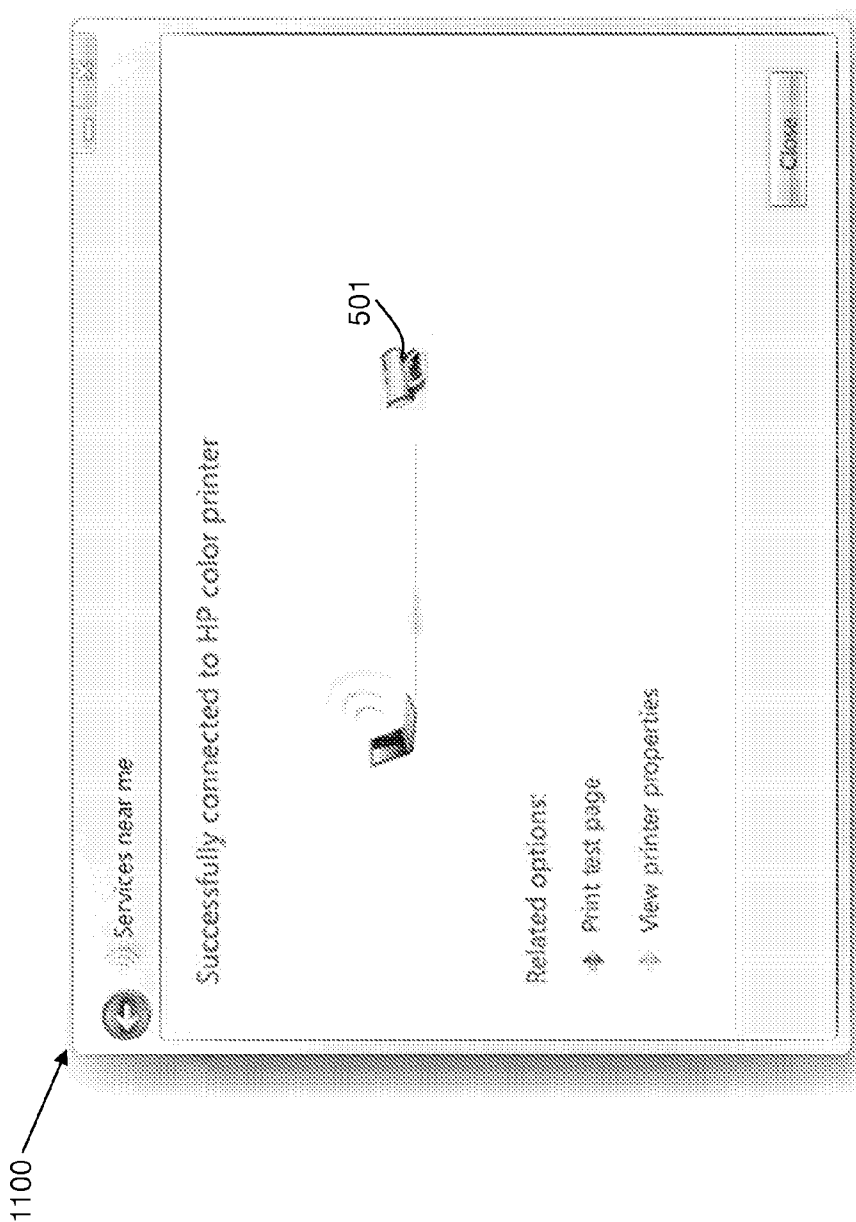 1100
Services near me
Successfully connected to HP color printer
501
Related options:
Print test page
View printer properties
Close